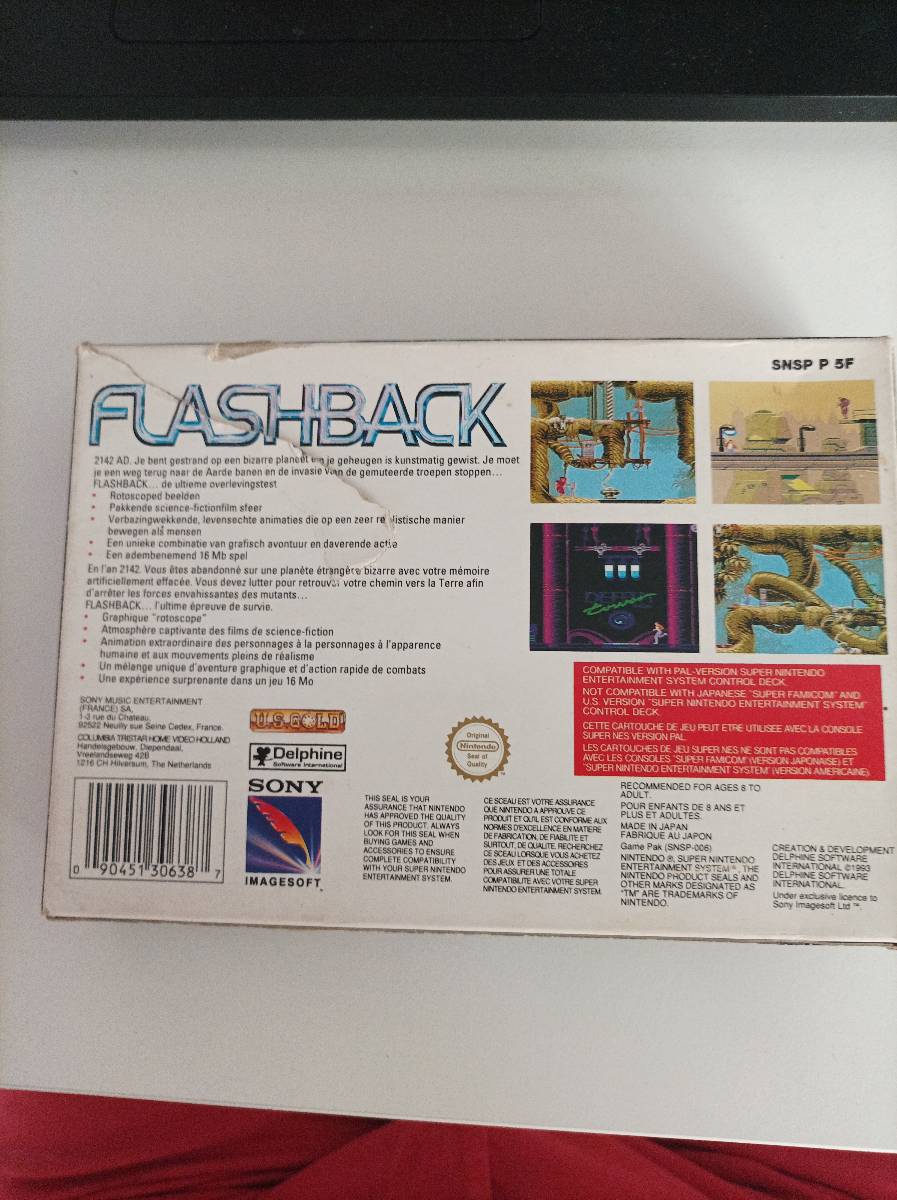 SNSP P 5F
FLASHBACK
2142 AD. Je bent gestrand op een bizarre planeet en je geheugen is kunstmatig gewist. Je moet
je een weg terug naar de Aarde banen en de invasie van de gemuteerde troepen stoppen...
FLASHBACK... de ultieme overlevingstest
• Rotoscoped beelden
• Pakkende science-fictionfilm sfeer
• Verbazingwekkende, levensechte animaties die op een zeer realistische manier
bewegen als mensen
• Een unieke combinatie van grafisch avontuur en daverende actie
• Een adembenemend 16 Mb spel
En l'an 2142. Vous êtes abandonné sur une planète étrangère bizarre avec votre mémoire
artificiellement effacée. Vous devez lutter pour retrouver votre chemin vers la Terre afin
d'arrêter les forces envahissantes des mutants...
FLASHBACK... l'ultime épreuve de survie.
• Graphique "rotoscope"
• Atmosphère captivante des films de science-fiction
• Animation extraordinaire des personnages à la personnages à l'apparence
humaine et aux mouvements pleins de réalisme
• Un mélange unique d'aventure graphique et d'action rapide de combats
• Une expérience surprenante dans un jeu 16 Mo
SONY MUSIC ENTERTAINMENT
(FRANCE) SA,
1-3 rue du Chateau,
92522 Neuilly sue Seine Cedex, France.
COLUMBIA TRISTAR HOME VIDEO HOLLAND
Handelsgebouw, Diependaal,
Vreelandseweg 42B
1216 CH Hilversum, The Netherlands
0 90451 30638 7
U.S. GOLD!
Delphine
Software International
SONY
IMAGESOFT
Original
Nintendo
Seal of
Quality
THIS SEAL IS YOUR
ASSURANCE THAT NINTENDO
HAS APPROVED THE QUALITY
OF THIS PRODUCT. ALWAYS
LOOK FOR THIS SEAL WHEN
BUYING GAMES AND
ACCESSORIES TO ENSURE
COMPLETE COMPATIBILITY
WITH YOUR SUPER NINTENDO
ENTERTAINMENT SYSTEM.
CE SCEAU EST VOTRE ASSURANCE
QUE NINTENDO A APPROUVE CE
PRODUIT ET QU'IL EST CONFORME AUX
NORMES D'EXCELLENCE EN MATIERE
DE FABRICATION, DE FIABILITE ET
SURTOUT, DE QUALITE. RECHERCHEZ
CE SCEAU LORSQUE VOUS ACHETEZ
DES JEUX ET DES ACCESSOIRES
POUR ASSURER UNE TOTALE
COMPATIBILITE AVEC VOTRE SUPER
NINTENDO ENTERTAINMENT SYSTEM.
COMPATIBLE WITH PAL-VERSION SUPER NINTENDO
ENTERTAINMENT SYSTEM CONTROL DECK.
NOT COMPATIBLE WITH JAPANESE "SUPER FAMICOM" AND
U.S. VERSION "SUPER NINTENDO ENTERTAINMENT SYSTEM"
CONTROL DECK.
CETTE CARTOUCHE DE JEU PEUT ETRE UTILISEE AVEC LA CONSOLE
SUPER NES VERSION PAL.
LES CARTOUCHES DE JEU SUPER NES NE SONT PAS COMPATIBLES
AVEC LES CONSOLES "SUPER FAMICOM" (VERSION JAPONAISE) ET
"SUPER NINTENDO ENTERTAINMENT SYSTEM" (VERSION AMERICAINE)
RECOMMENDED FOR AGES 8 TO
ADULT.
POUR ENFANTS DE 8 ANS ET
PLUS ET ADULTES.
MADE IN JAPAN
FABRIQUE AU JAPON
Game Pak (SNSP-006)
NINTENDO ®, SUPER NINTENDO
ENTERTAINMENT SYSTEM™, THE
NINTENDO PRODUCT SEALS AND
OTHER MARKS DESIGNATED AS
"TM" ARE TRADEMARKS OF
NINTENDO.
CREATION & DEVELOPMENT
DELPHINE SOFTWARE
INTERNATIONAL ©1993
DELPHINE SOFTWARE
INTERNATIONAL.
Under exclusive licence to
Sony Imagesoft Ltd ™.